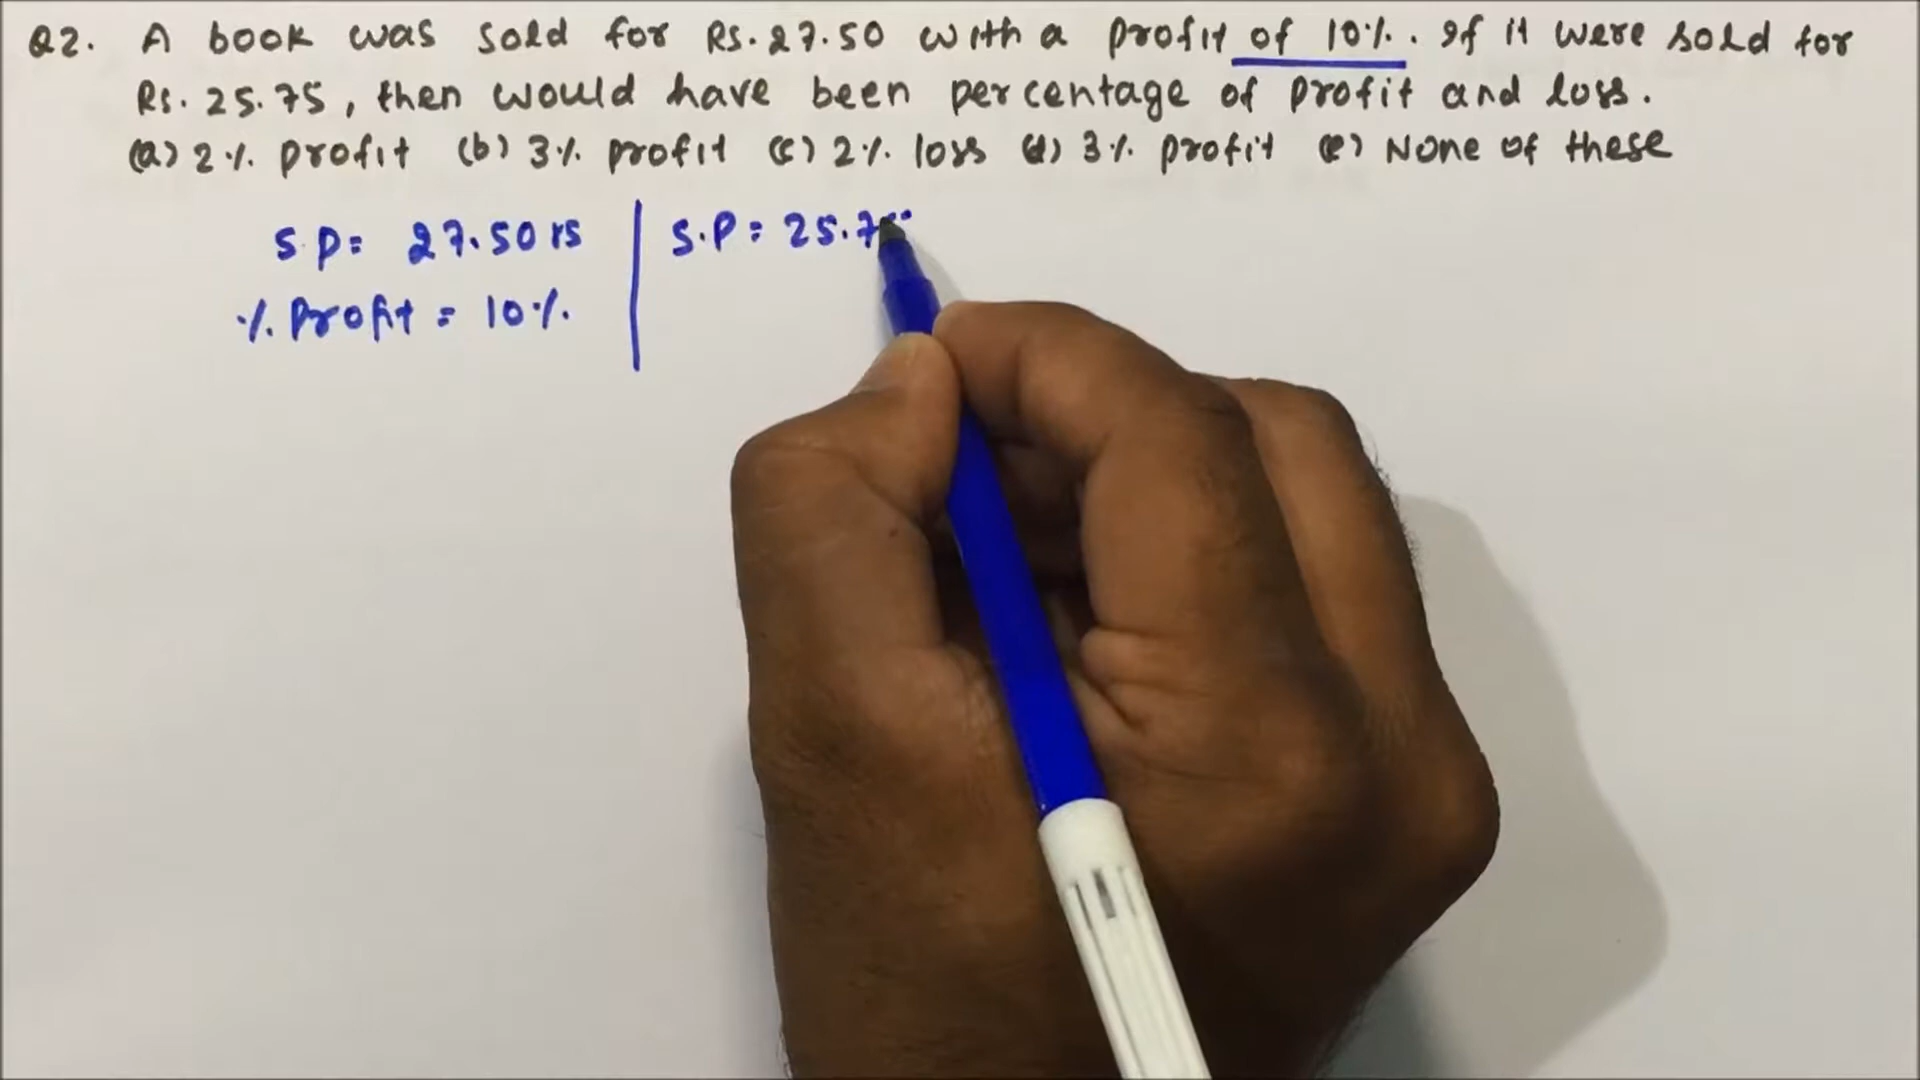 Q2. A book was sold for Rs. 27.50 with a profit of 10%. If it were sold for
Rs. 25.75, then would have been percentage of profit and loss.
(a) 2% profit (b) 3% profit (c) 2% loss (d) 3% profit (e) None of these
S.P = 27.50 rs
S.P = 25.7
% Profit = 10%